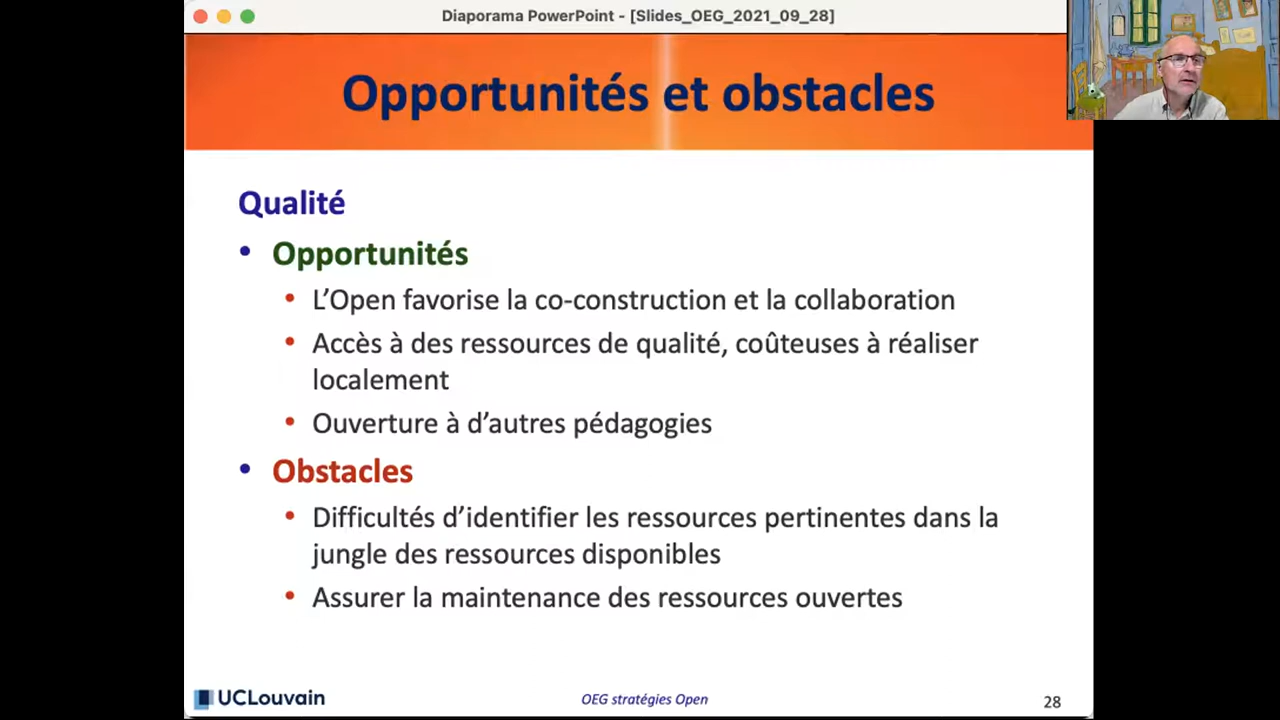 Diaporama PowerPoint - [Slides_OEG_2021_09_28]
Opportunités et obstacles
Qualité
• Opportunités
• L’Open favorise la co-construction et la collaboration
• Accès à des ressources de qualité, coûteuses à réaliser
localement
• Ouverture à d’autres pédagogies
• Obstacles
• Difficultés d’identifier les ressources pertinentes dans la
jungle des ressources disponibles
• Assurer la maintenance des ressources ouvertes
UCLouvain
OEG stratégies Open
28